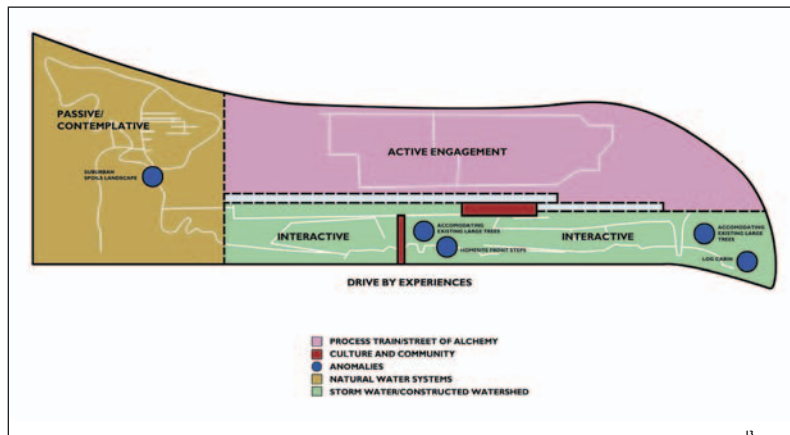 PASSIVE/
CONTEMPLATIVE
SUBURBAN
SPOILS LANDSCAPE
ACTIVE ENGAGEMENT
INTERACTIVE
ACCOMODATING
EXISTING LARGE TREES
HOMESITE FRONT STEPS
INTERACTIVE
ACCOMODATING
EXISTING LARGE
TREES
LOG CABIN
DRIVE BY EXPERIENCES
PROCESS TRAIN/STREET OF ALCHEMY
CULTURE AND COMMUNITY
ANOMALIES
NATURAL WATER SYSTEMS
STORM WATER/CONSTRUCTED WATERSHED
13